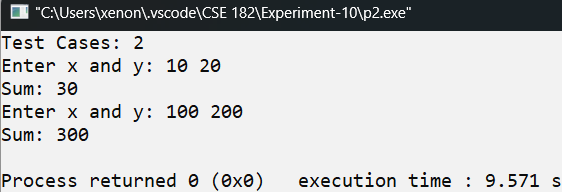 "C:\Users\xenon\.vscode\CSE 182\Experiment-10\p2.exe"
Test Cases: 2
Enter x and y: 10 20
Sum: 30
Enter x and y: 100 200
Sum: 300
Process returned 0 (0x0)   execution time : 9.571 s